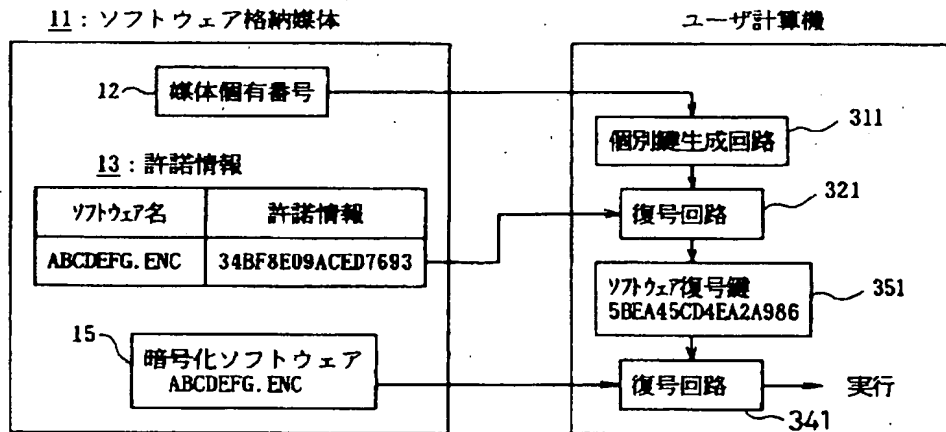 11：ソフトウェア格納媒体
ユーザ計算機
12
媒体個有番号
311
個別鍵生成回路
13：許諾情報
ソフトウェア名
許諾情報
ABCDEFG.ENC
34BF8E09ACED7693
321
復号回路
351
ソフトウェア復号鍵
5BEA45CD4EA2A986
15
暗号化ソフトウェア
ABCDEFG.ENC
復号回路
実行
341